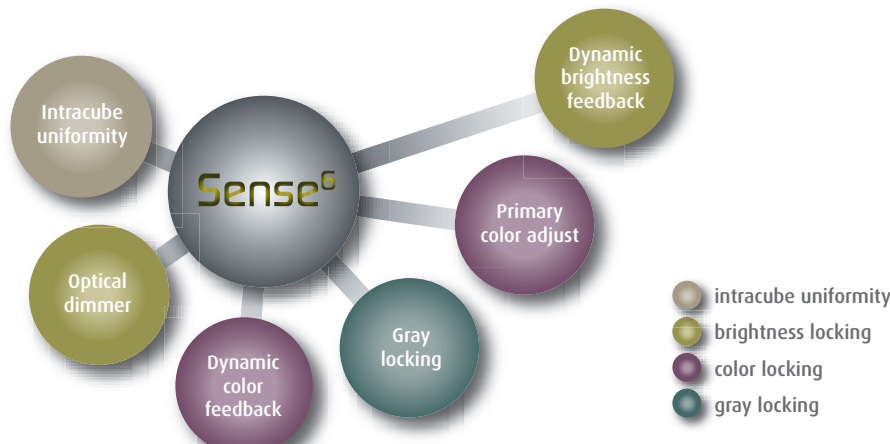 Dynamic
brightness
feedback
Intracube
uniformity
Sense⁶
Primary
color adjust
Optical
dimmer
Gray
locking
Dynamic
color
feedback
intracube uniformity
brightness locking
color locking
gray locking